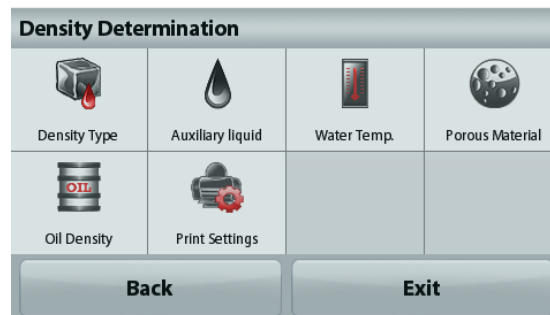 Density Determination
Density Type
Auxiliary liquid
Water Temp.
Porous Material
OIL
Oil Density
Print Settings
Back
Exit